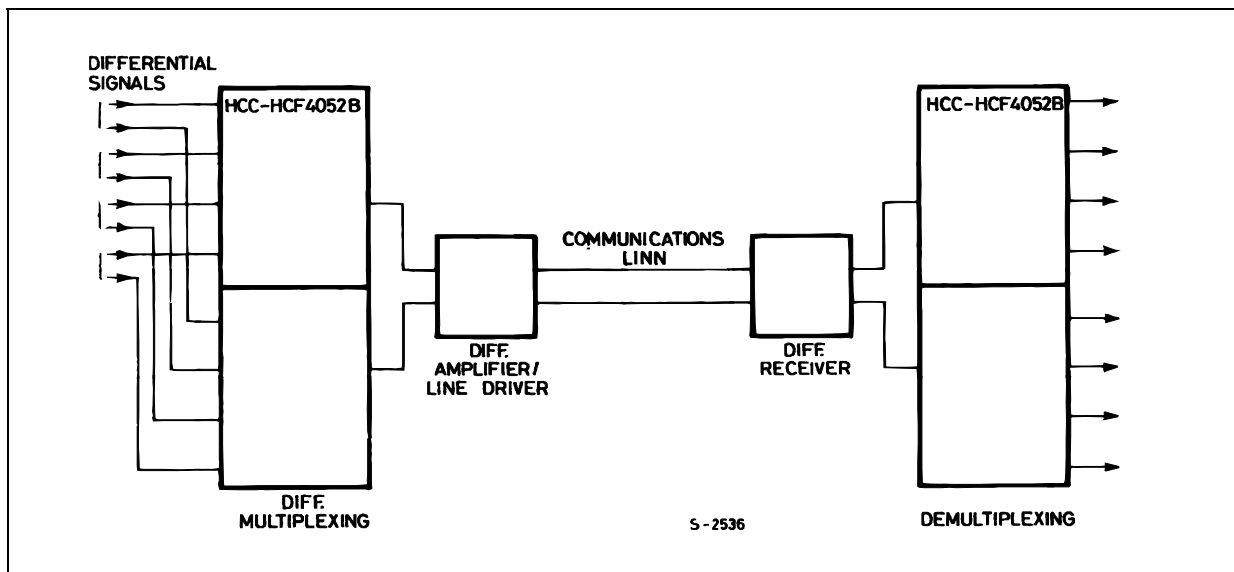 DIFFERENTIAL
SIGNALS
HCC-HCF4052B
HCC-HCF4052B
COMMUNICATIONS
LINN
DIFF.
AMPLIFIER/
LINE DRIVER
DIFF.
RECEIVER
DIFF.
MULTIPLEXING
S-2536
DEMULTIPLEXING